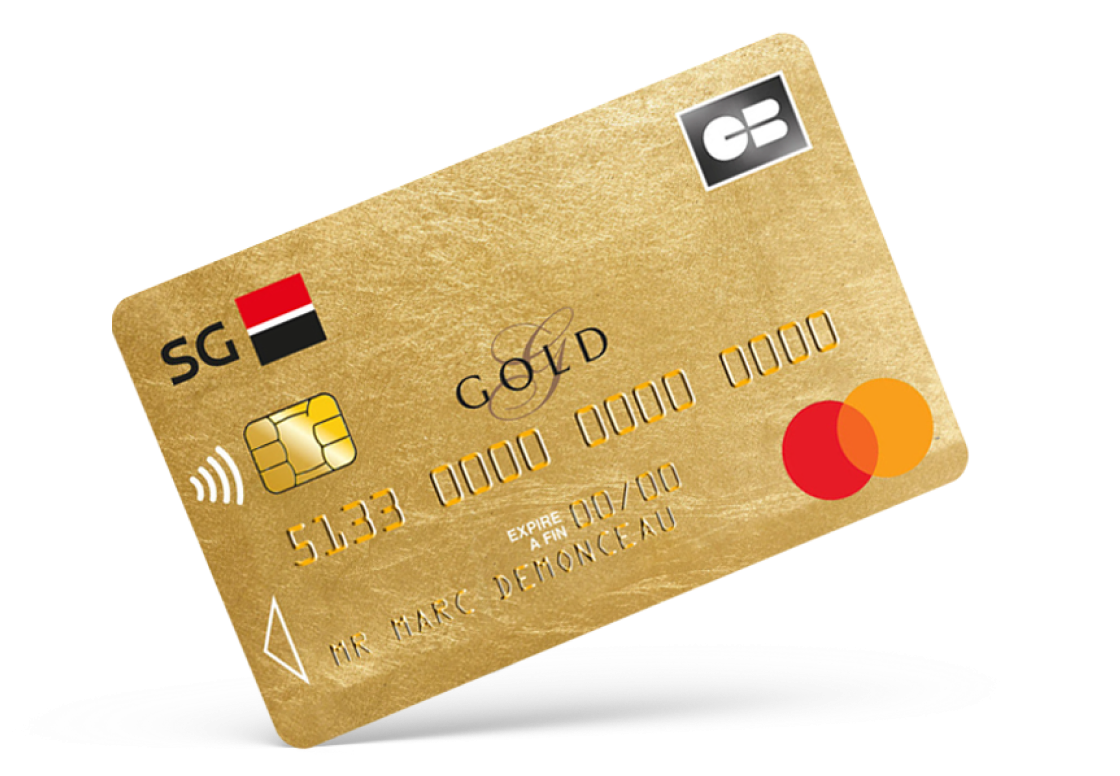 CB
SG
GOLD
5133 0000 0000 0000
EXPIRE
A FIN 00/00
MR MARC DEMONCEAU